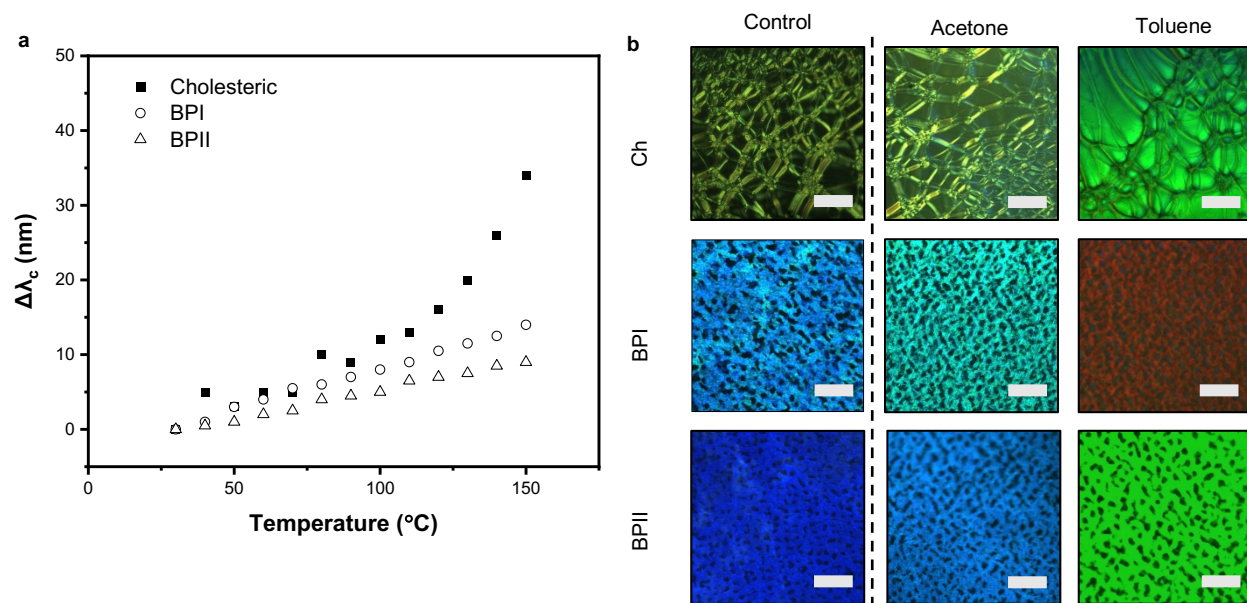 a
50
40
30
20
10
0
Δλc (nm)
Cholesteric
BPI
BPII
0
50
100
150
Temperature (°C)
b
Control
Acetone
Toluene
Ch
BPI
BPII